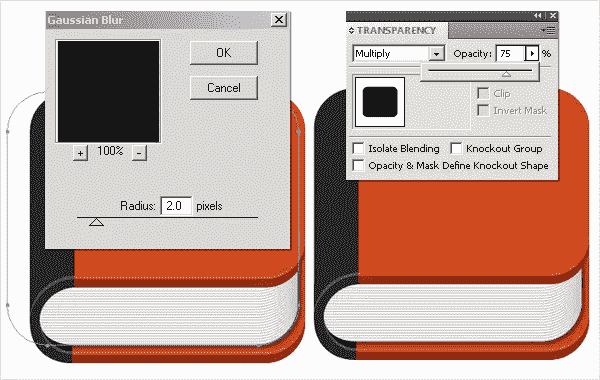 Gaussian Blur
OK
Cancel
+ 100% -
Radius: 2.0 pixels
TRANSPARENCY
Multiply Opacity: 75 %
Clip
Invert Mask
Isolate Blending Knockout Group
Opacity & Mask Define Knockout Shape